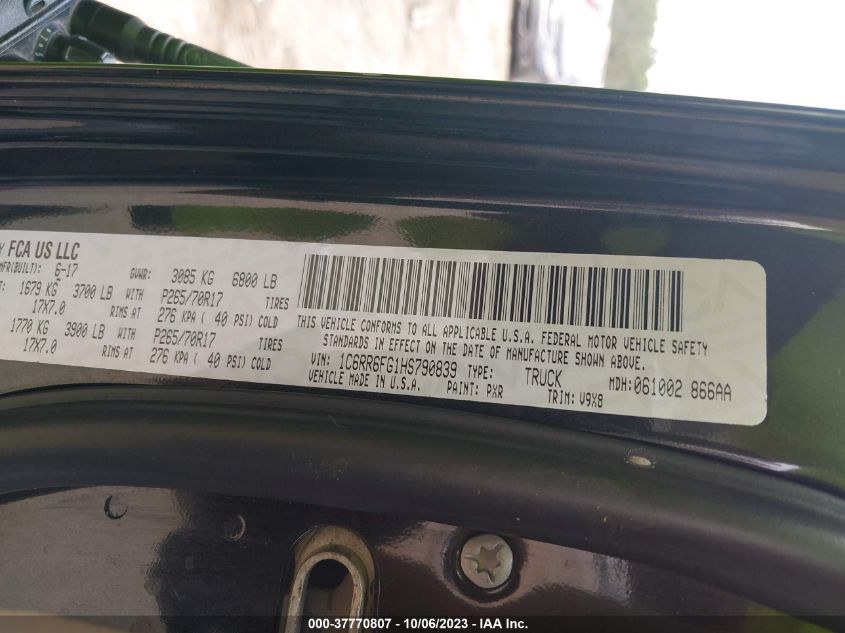 FCA US LLC
MFR(BUILT): 6-17 GVWR: 3085 KG 6800 LB
1679 KG 3700 LB WITH P265/70R17 TIRES
17X7.0 RIMS AT 276 KPA ( 40 PSI) COLD
1770 KG 3900 LB WITH P265/70R17 TIRES
17X7.0 RIMS AT 276 KPA ( 40 PSI) COLD
THIS VEHICLE CONFORMS TO ALL APPLICABLE U.S.A. FEDERAL MOTOR VEHICLE SAFETY
STANDARDS IN EFFECT ON THE DATE OF MANUFACTURE SHOWN ABOVE.
VIN: 1C6RR6FG1HS790839 TYPE: TRUCK MDH:061002 866AA
VEHICLE MADE IN U.S.A. PAINT: PXR TRIM: V9X8
000-37770807 - 10/06/2023 - IAA Inc.